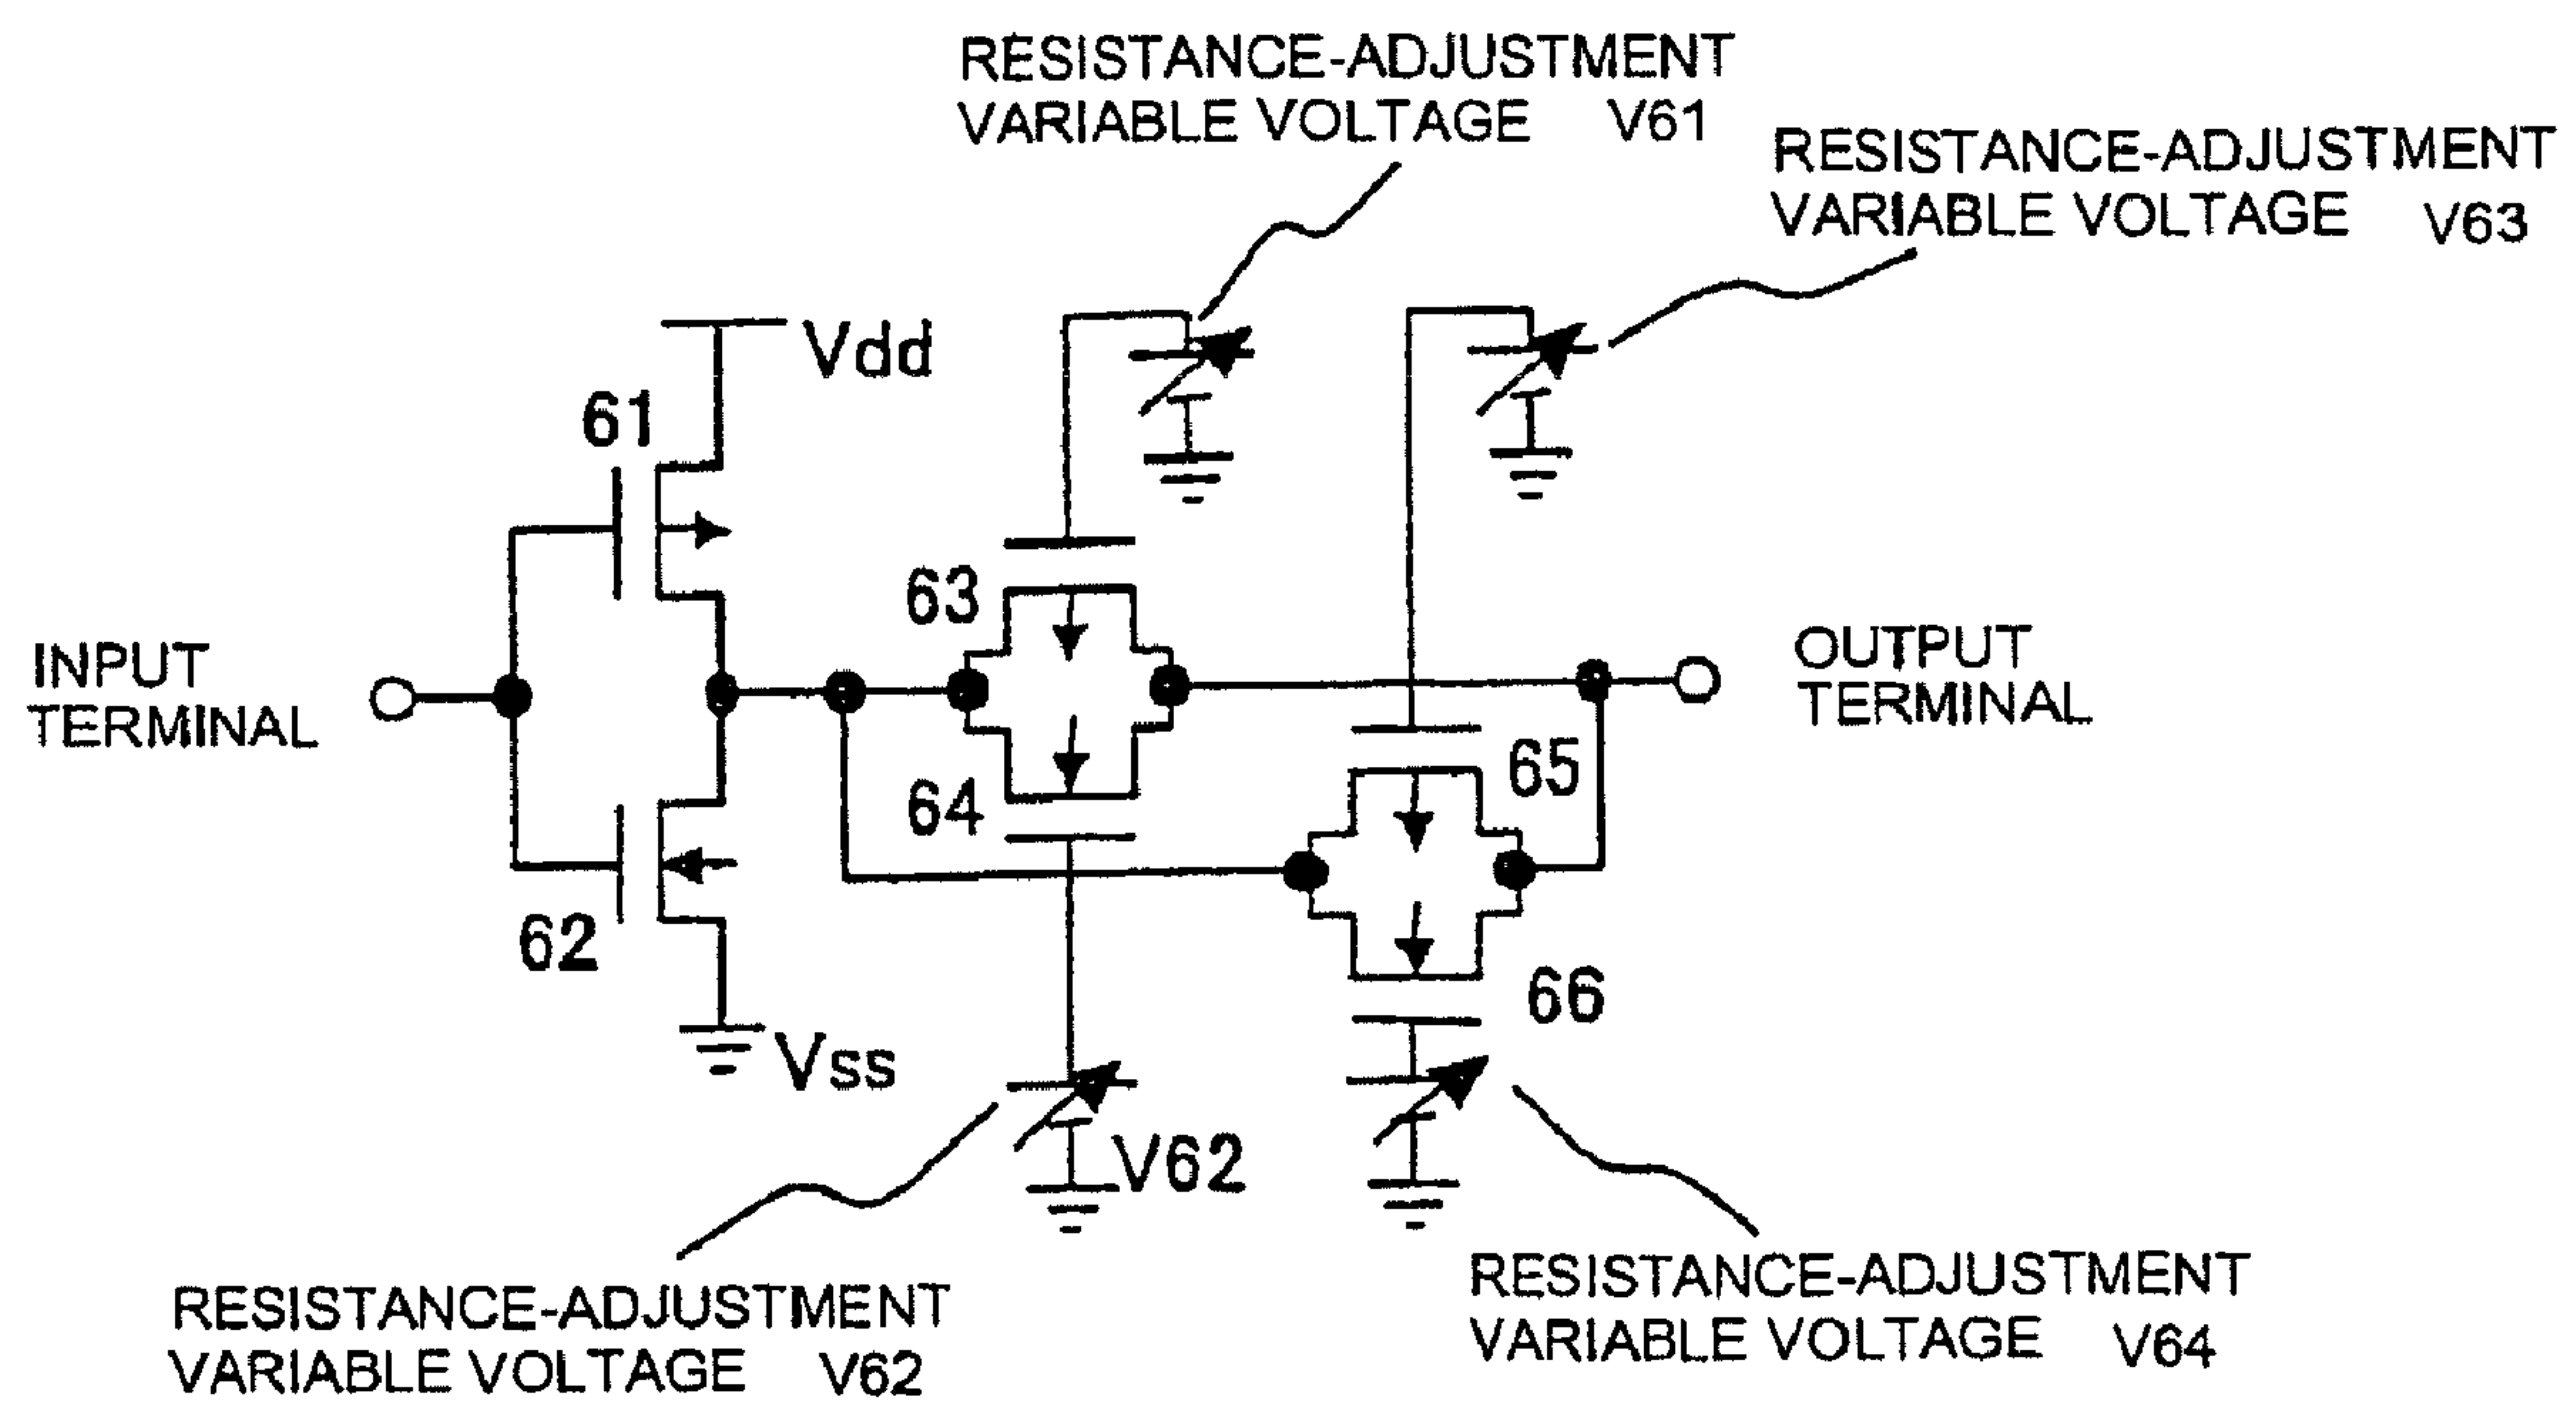 RESISTANCE-ADJUSTMENT
VARIABLE VOLTAGE V61
RESISTANCE-ADJUSTMENT
VARIABLE VOLTAGE V63
Vdd
61
63
INPUT
TERMINAL
OUTPUT
TERMINAL
65
64
62
66
Vss
V62
RESISTANCE-ADJUSTMENT
VARIABLE VOLTAGE V62
RESISTANCE-ADJUSTMENT
VARIABLE VOLTAGE V64